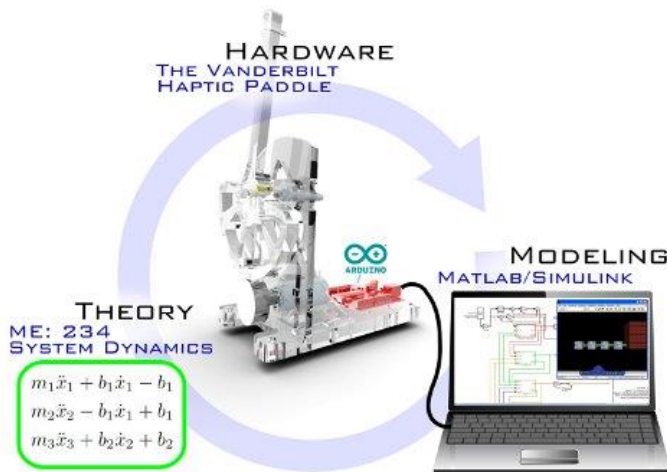 HARDWARE
THE VANDERBILT
HAPTIC PADDLE
ARDUINO
MODELING
MATLAB/SIMULINK
THEORY
ME: 234
SYSTEM DYNAMICS
m₁ẍ₁ + b₁ẋ₁ − b₁
m₂ẍ₂ − b₁ẋ₁ + b₁
m₃ẍ₃ + b₂ẋ₂ + b₂